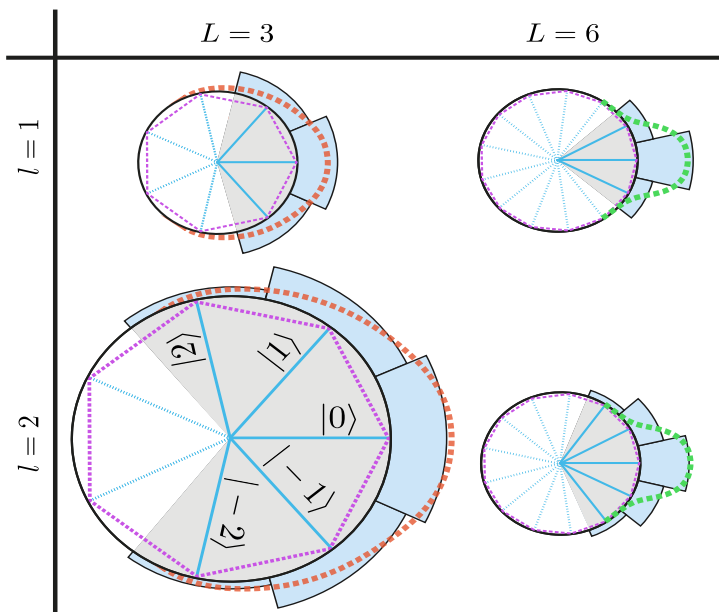 L = 3
L = 6
l = 1
l = 2
|2⟩
|1⟩
|0⟩
|−1⟩
|−2⟩